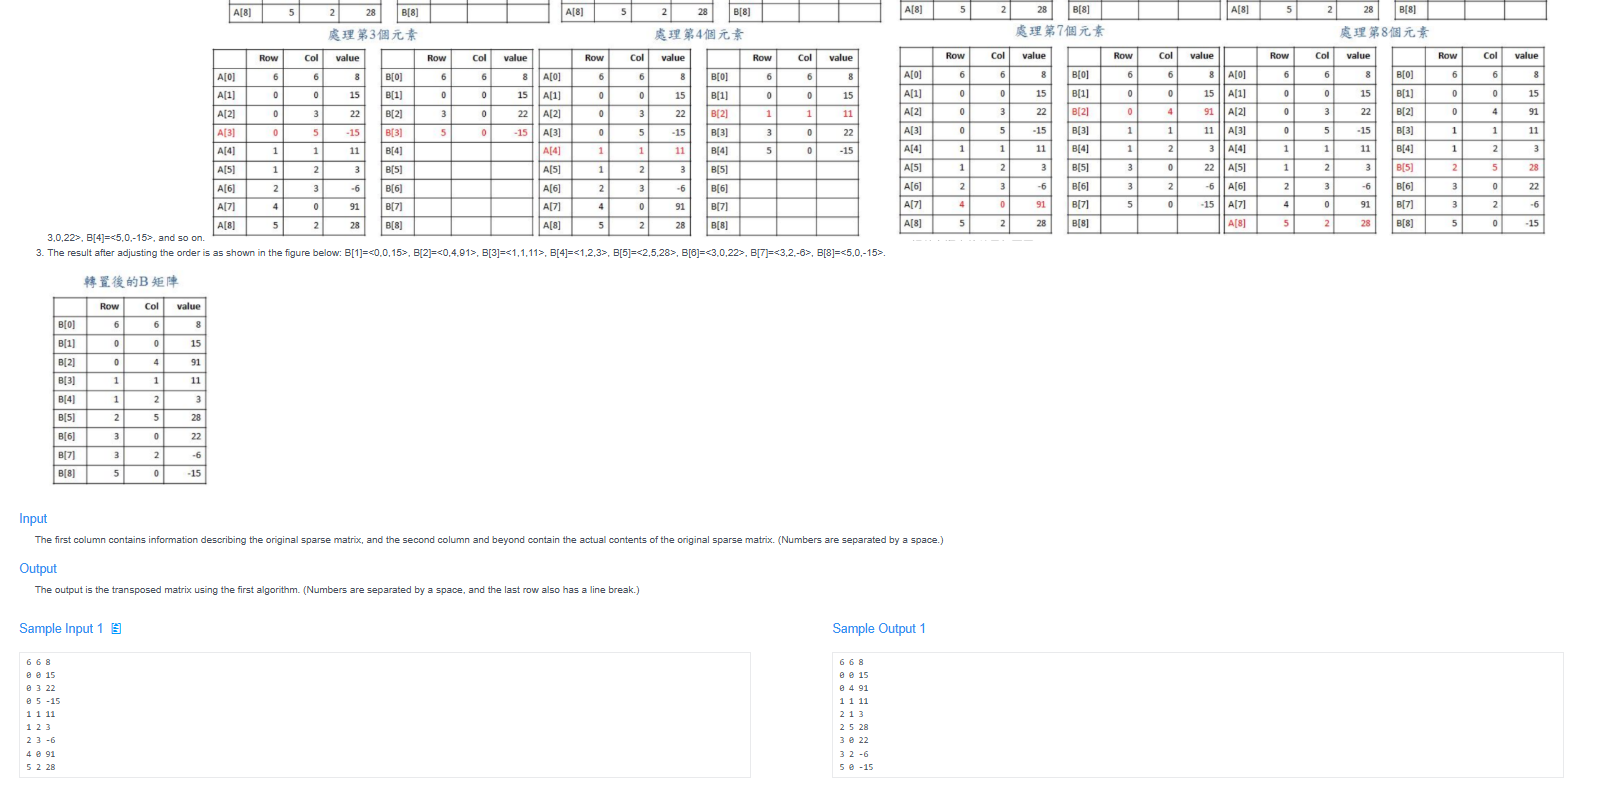 A[8] 5 2 28 B[8] A[8] 5 2 28 B[8] A[8] 5 2 28 B[8] A[8] 5 2 28 B[8]
處理第3個元素 處理第4個元素 處理第7個元素 處理第8個元素
Row Col value Row Col value Row Col value Row Col value Row Col value Row Col value Row Col value Row Col value
A[0] 6 6 8 B[0] 6 6 8 A[0] 6 6 8 B[0] 6 6 8 A[0] 6 6 8 B[0] 6 6 8 A[0] 6 6 8 B[0] 6 6 8
A[1] 0 0 15 B[1] 0 0 15 A[1] 0 0 15 B[1] 0 0 15 A[1] 0 0 15 B[1] 0 0 15 A[1] 0 0 15 B[1] 0 0 15
A[2] 0 3 22 B[2] 3 0 22 A[2] 0 3 22 B[2] 1 1 11 A[2] 0 3 22 B[2] 0 4 91 A[2] 0 3 22 B[2] 0 4 91
A[3] 0 5 -15 B[3] 5 0 -15 A[3] 0 5 -15 B[3] 3 0 22 A[3] 0 5 -15 B[3] 1 1 11 A[3] 0 5 -15 B[3] 1 1 11
A[4] 1 1 11 B[4] A[4] 1 1 11 B[4] 5 0 -15 A[4] 1 1 11 B[4] 1 2 3 A[4] 1 1 11 B[4] 1 2 3
A[5] 1 2 3 B[5] A[5] 1 2 3 B[5] A[5] 1 2 3 B[5] 3 0 22 A[5] 1 2 3 B[5] 2 5 28
A[6] 2 3 -6 B[6] A[6] 2 3 -6 B[6] A[6] 2 3 -6 B[6] 3 2 -6 A[6] 2 3 -6 B[6] 3 0 22
A[7] 4 0 91 B[7] A[7] 4 0 91 B[7] A[7] 4 0 91 B[7] 5 0 -15 A[7] 4 0 91 B[7] 3 2 -6
A[8] 5 2 28 B[8] A[8] 5 2 28 B[8] A[8] 5 2 28 B[8] A[8] 5 2 28 B[8] 5 0 -15
3,0,22>, B[4]=<5,0,-15>, and so on.
3. The result after adjusting the order is as shown in the figure below: B[1]=<0,0,15>, B[2]=<0,4,91>, B[3]=<1,1,11>, B[4]=<1,2,3>, B[5]=<2,5,28>, B[6]=<3,0,22>, B[7]=<3,2,-6>, B[8]=<5,0,-15>.
轉置後的B矩陣
Row Col value
B[0] 6 6 8
B[1] 0 0 15
B[2] 0 4 91
B[3] 1 1 11
B[4] 1 2 3
B[5] 2 5 28
B[6] 3 0 22
B[7] 3 2 -6
B[8] 5 0 -15
Input
The first column contains information describing the original sparse matrix, and the second column and beyond contain the actual contents of the original sparse matrix. (Numbers are separated by a space.)
Output
The output is the transposed matrix using the first algorithm. (Numbers are separated by a space, and the last row also has a line break.)
Sample Input 1
6 6 8
0 0 15
0 3 22
0 5 -15
1 1 11
1 2 3
2 3 -6
4 0 91
5 2 28
Sample Output 1
6 6 8
0 0 15
0 4 91
1 1 11
2 1 3
2 5 28
3 0 22
3 2 -6
5 0 -15